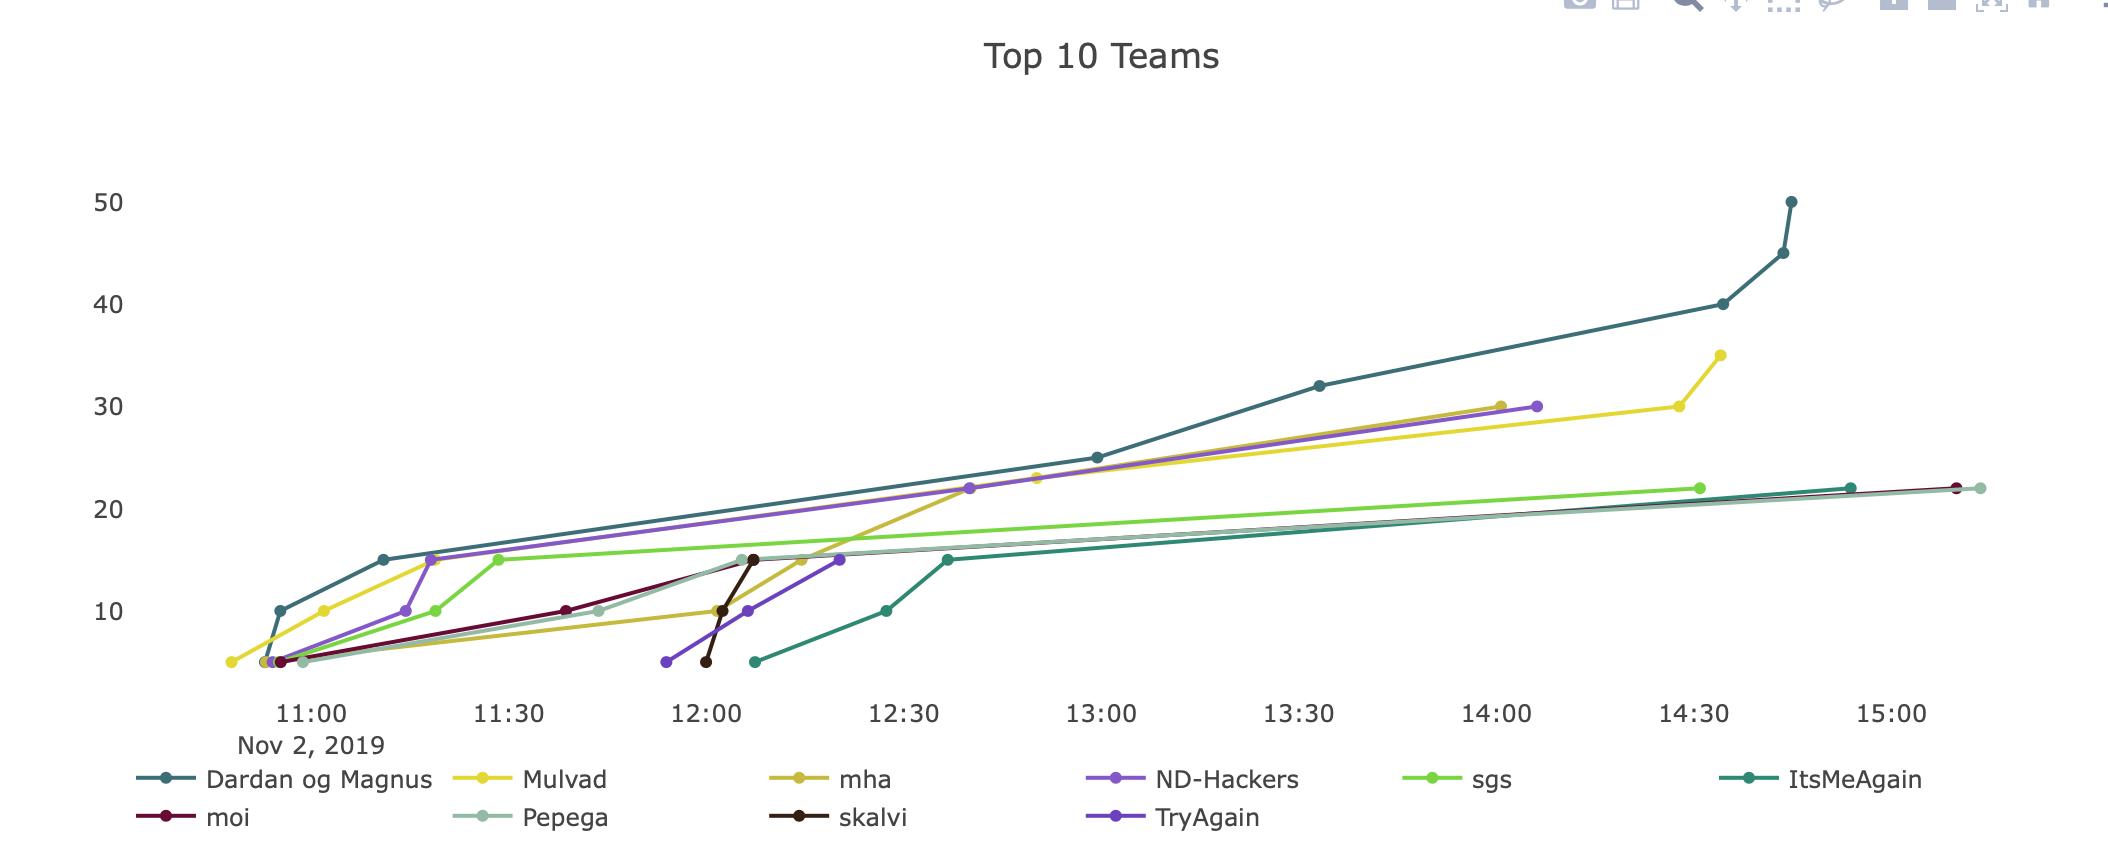 Top 10 Teams
50
40
30
20
10
11:00 11:30 12:00 12:30 13:00 13:30 14:00 14:30 15:00
Nov 2, 2019
Dardan og Magnus Mulvad mha ND-Hackers sgs ItsMeAgain
moi Pepega skalvi TryAgain